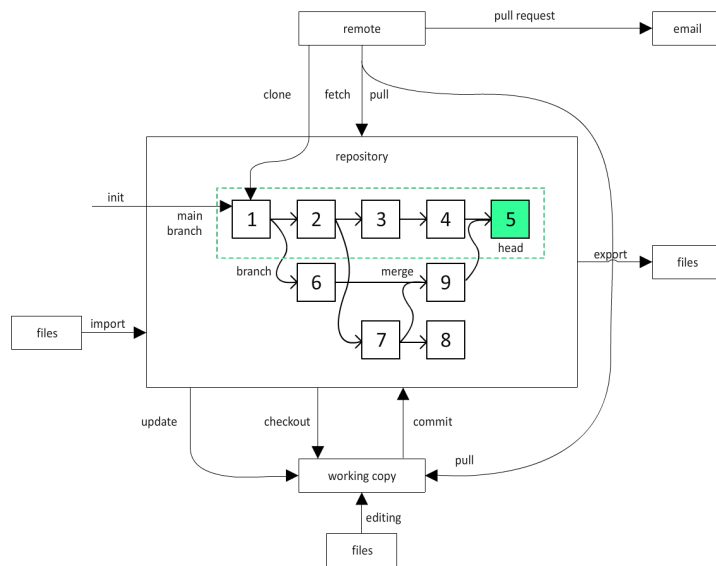 pull request
remote
email
clone
fetch
pull
repository
init
main
branch
1
2
3
4
5
head
branch
merge
export
files
6
9
files
import
7
8
update
checkout
commit
pull
working copy
editing
files